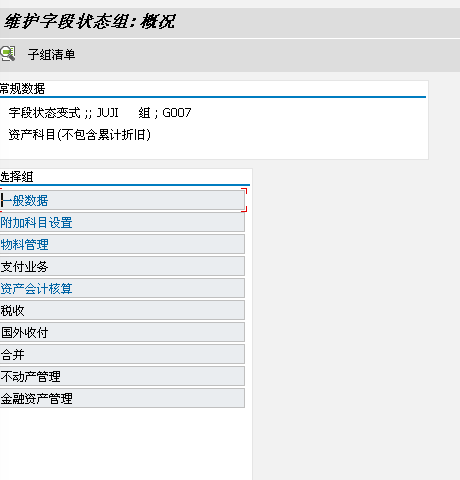 维护字段状态组: 概况
子组清单
常规数据
字段状态变式 ;; JUJI 组 ; G007
资产科目(不包含累计折旧)
选择组
一般数据
附加科目设置
物料管理
支付业务
资产会计核算
税收
国外收付
合并
不动产管理
金融资产管理